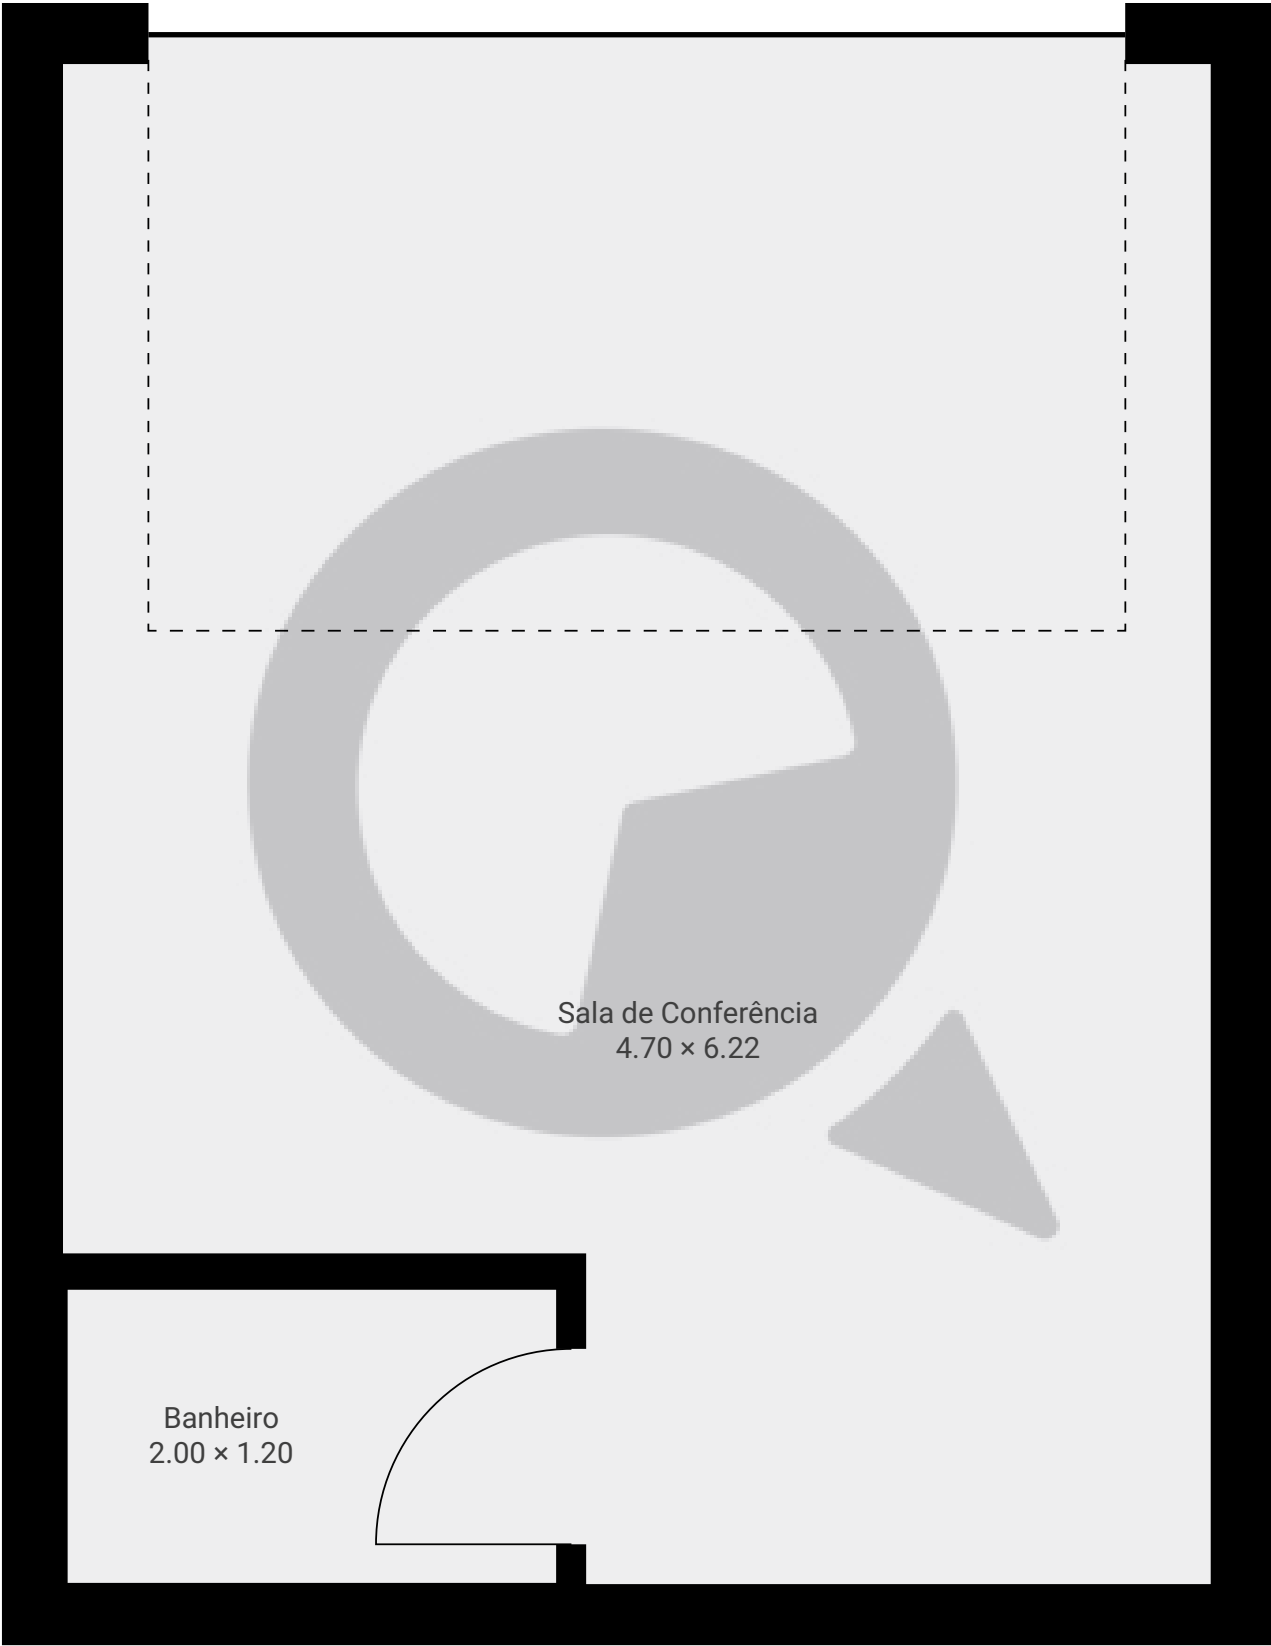 Sala de Conferência
4.70 × 6.22
Banheiro
2.00 × 1.20